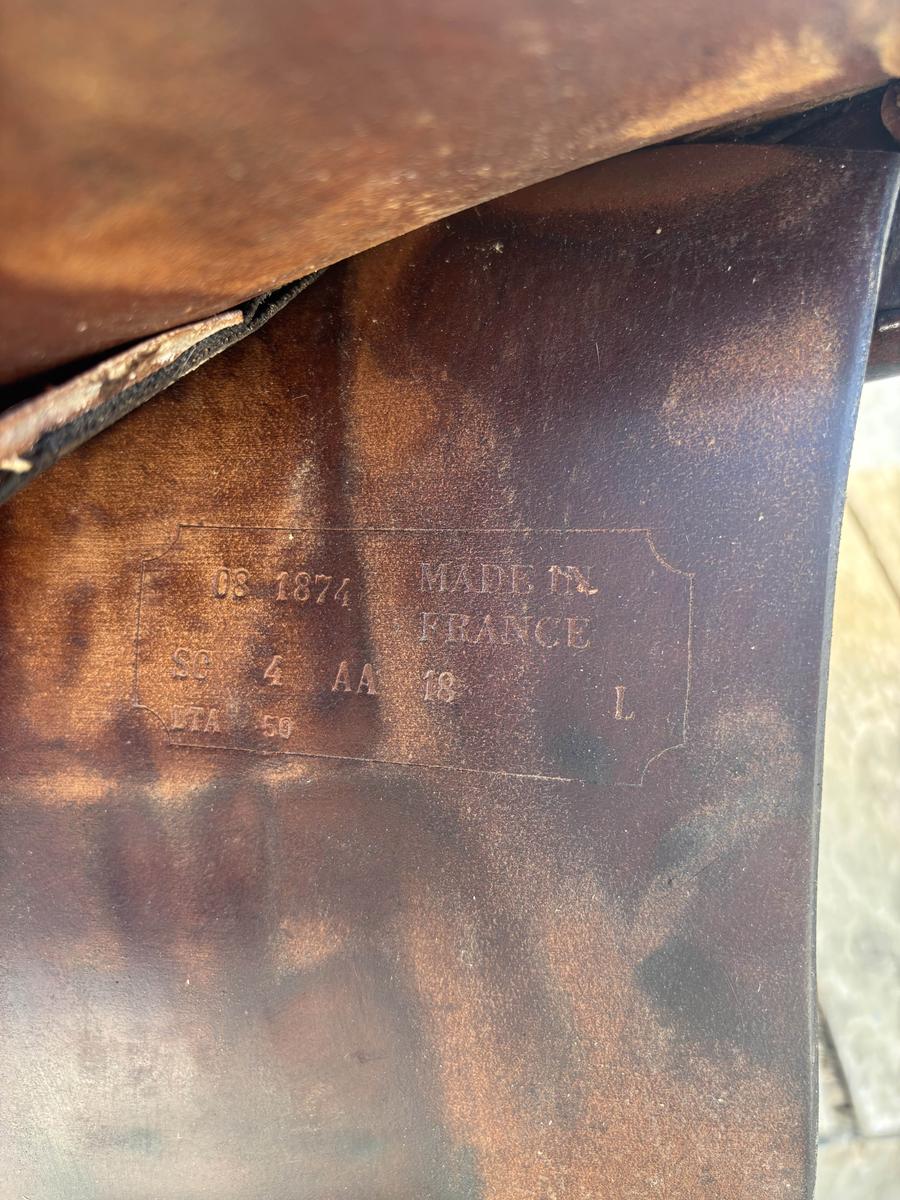 08 1874 MADE IN
FRANCE
SC 4 AA 18 L
LTA 50